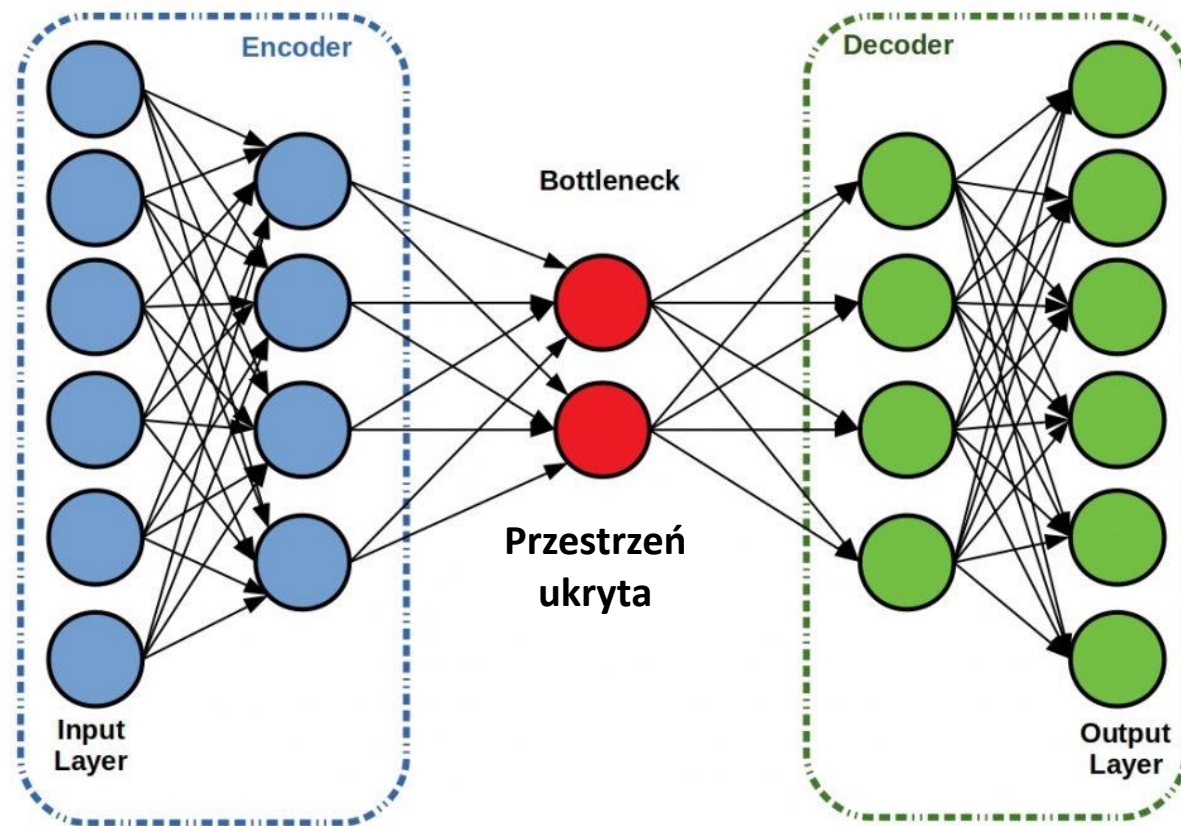 Encoder
Decoder
Bottleneck
Przestrzeń
ukryta
Input
Layer
Output
Layer